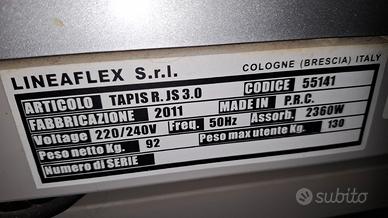 LINEAFLEX S.r.l.
COLOGNE (BRESCIA) ITALY
ARTICOLO TAPIS R. JS 3.0 CODICE 55141
FABBRICAZIONE 2011 MADE IN P.R.C.
Voltage 220/240V Freq. 50Hz Assorb. 2360W
Peso netto Kg. 92 Peso max utente Kg. 130
Numero di SERIE
subito